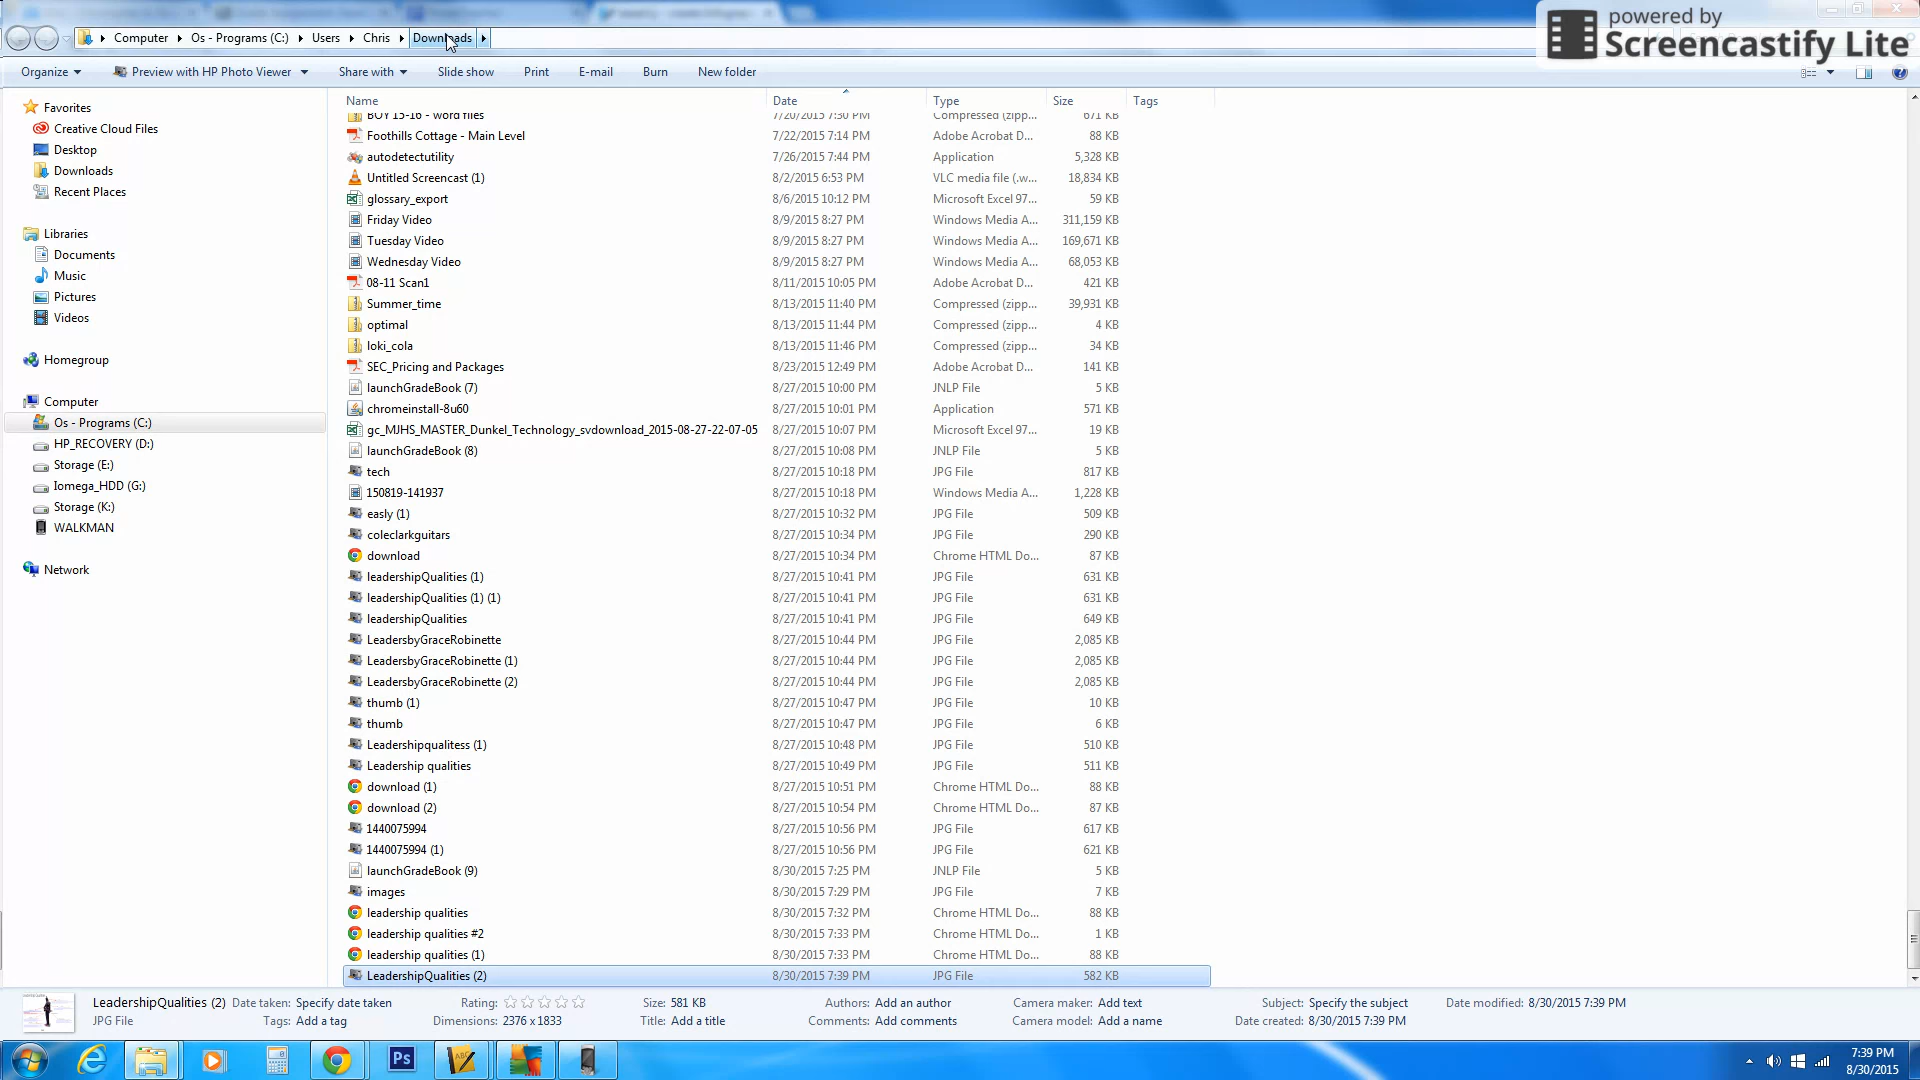 powered by
Screencastify Lite
Computer Os - Programs (C:) Users Chris Downloads
Organize Preview with HP Photo Viewer Share with Slide show Print E-mail Burn New folder
Name Date Type Size Tags
BOY 15-16 - word files 7/20/2015 7:30 PM Compressed (zipp... 671 KB
Foothills Cottage - Main Level 7/22/2015 7:14 PM Adobe Acrobat D... 88 KB
autodetectutility 7/26/2015 7:44 PM Application 5,328 KB
Untitled Screencast (1) 8/2/2015 6:53 PM VLC media file (.w... 18,834 KB
glossary_export 8/6/2015 10:12 PM Microsoft Excel 97... 59 KB
Friday Video 8/9/2015 8:27 PM Windows Media A... 311,159 KB
Tuesday Video 8/9/2015 8:27 PM Windows Media A... 169,671 KB
Wednesday Video 8/9/2015 8:27 PM Windows Media A... 68,053 KB
08-11 Scan1 8/11/2015 10:05 PM Adobe Acrobat D... 421 KB
Summer_time 8/13/2015 11:40 PM Compressed (zipp... 39,931 KB
optimal 8/13/2015 11:44 PM Compressed (zipp... 4 KB
loki_cola 8/13/2015 11:46 PM Compressed (zipp... 34 KB
SEC_Pricing and Packages 8/23/2015 12:49 PM Adobe Acrobat D... 141 KB
launchGradeBook (7) 8/27/2015 10:00 PM JNLP File 5 KB
chromeinstall-8u60 8/27/2015 10:01 PM Application 571 KB
gc_MJHS_MASTER_Dunkel_Technology_svdownload_2015-08-27-22-07-05 8/27/2015 10:07 PM Microsoft Excel 97... 19 KB
launchGradeBook (8) 8/27/2015 10:08 PM JNLP File 5 KB
tech 8/27/2015 10:18 PM JPG File 817 KB
150819-141937 8/27/2015 10:18 PM Windows Media A... 1,228 KB
easly (1) 8/27/2015 10:32 PM JPG File 509 KB
coleclarkguitars 8/27/2015 10:34 PM JPG File 290 KB
download 8/27/2015 10:34 PM Chrome HTML Do... 87 KB
leadershipQualities (1) 8/27/2015 10:41 PM JPG File 631 KB
leadershipQualities (1) (1) 8/27/2015 10:41 PM JPG File 631 KB
leadershipQualities 8/27/2015 10:41 PM JPG File 649 KB
LeadersbyGraceRobinette 8/27/2015 10:44 PM JPG File 2,085 KB
LeadersbyGraceRobinette (1) 8/27/2015 10:44 PM JPG File 2,085 KB
LeadersbyGraceRobinette (2) 8/27/2015 10:44 PM JPG File 2,085 KB
thumb (1) 8/27/2015 10:47 PM JPG File 10 KB
thumb 8/27/2015 10:47 PM JPG File 6 KB
Leadershipqualitess (1) 8/27/2015 10:48 PM JPG File 510 KB
Leadership qualities 8/27/2015 10:49 PM JPG File 511 KB
download (1) 8/27/2015 10:51 PM Chrome HTML Do... 88 KB
download (2) 8/27/2015 10:54 PM Chrome HTML Do... 87 KB
1440075994 8/27/2015 10:56 PM JPG File 617 KB
1440075994 (1) 8/27/2015 10:56 PM JPG File 621 KB
launchGradeBook (9) 8/30/2015 7:25 PM JNLP File 5 KB
images 8/30/2015 7:29 PM JPG File 7 KB
leadership qualities 8/30/2015 7:32 PM Chrome HTML Do... 88 KB
leadership qualities #2 8/30/2015 7:33 PM Chrome HTML Do... 1 KB
leadership qualities (1) 8/30/2015 7:33 PM Chrome HTML Do... 88 KB
LeadershipQualities (2) 8/30/2015 7:39 PM JPG File 582 KB
Favorites
Creative Cloud Files
Desktop
Downloads
Recent Places
Libraries
Documents
Music
Pictures
Videos
Homegroup
Computer
Os - Programs (C:)
HP_RECOVERY (D:)
Storage (E:)
Iomega_HDD (G:)
Storage (K:)
WALKMAN
Network
LeadershipQualities (2) Date taken: Specify date taken Rating: Size: 581 KB Authors: Add an author Camera maker: Add text Subject: Specify the subject Date modified: 8/30/2015 7:39 PM
JPG File Tags: Add a tag Dimensions: 2376 x 1833 Title: Add a title Comments: Add comments Camera model: Add a name Date created: 8/30/2015 7:39 PM
Ps
ABC
7:39 PM
8/30/2015